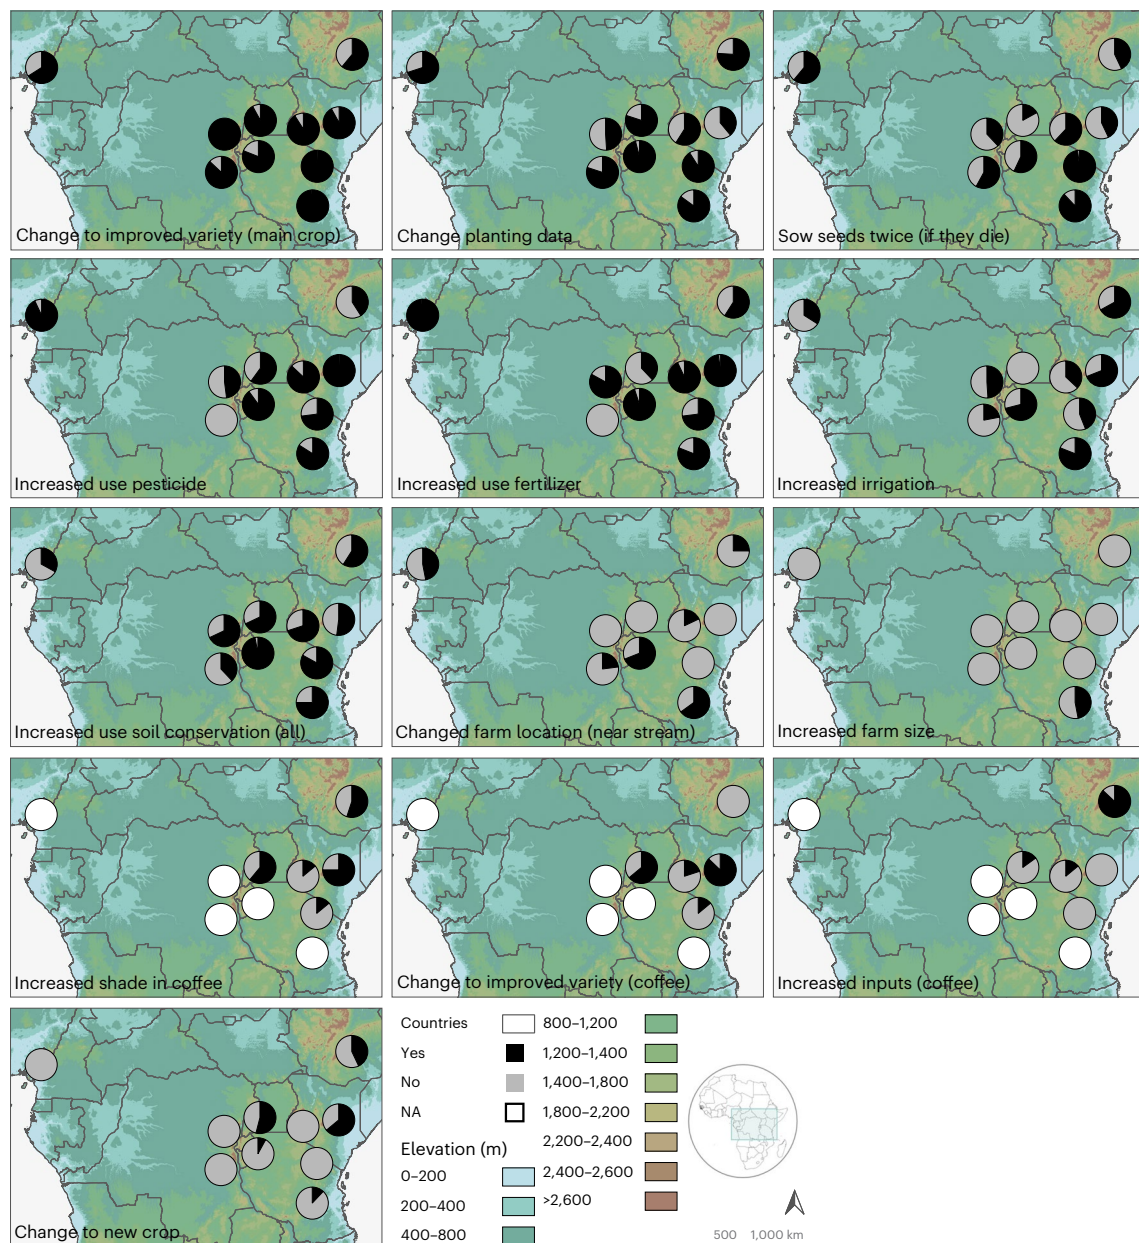 Change to improved variety (main crop)
Change planting data
Sow seeds twice (if they die)
Increased use pesticide
Increased use fertilizer
Increased irrigation
Increased use soil conservation (all)
Changed farm location (near stream)
Increased farm size
Increased shade in coffee
Change to improved variety (coffee)
Increased inputs (coffee)
Change to new crop
Countries
Yes
No
NA
Elevation (m)
0–200
200–400
400–800
800–1,200
1,200–1,400
1,400–1,800
1,800–2,200
2,200–2,400
2,400–2,600
>2,600
500 1,000 km